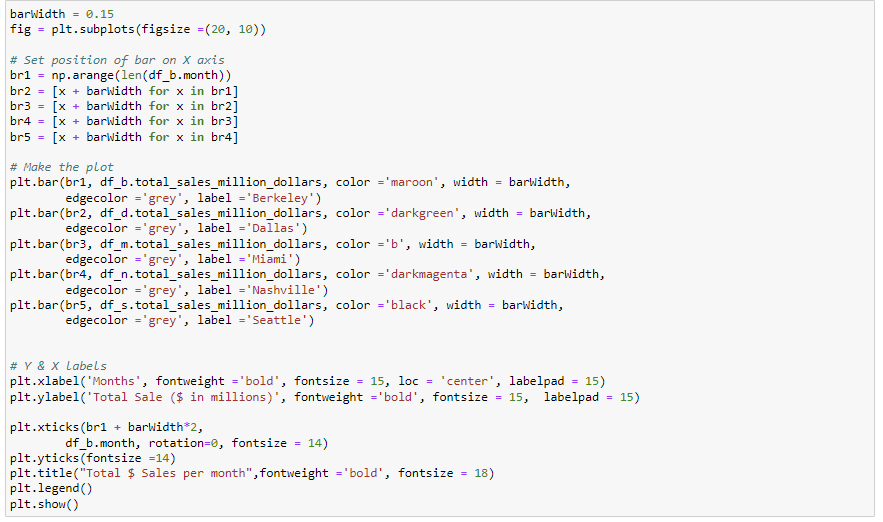 barWidth = 0.15
fig = plt.subplots(figsize =(20, 10))

# Set position of bar on X axis
br1 = np.arange(len(df_b.month))
br2 = [x + barWidth for x in br1]
br3 = [x + barWidth for x in br2]
br4 = [x + barWidth for x in br3]
br5 = [x + barWidth for x in br4]

# Make the plot
plt.bar(br1, df_b.total_sales_million_dollars, color ='maroon', width = barWidth,
        edgecolor ='grey', label ='Berkeley')
plt.bar(br2, df_d.total_sales_million_dollars, color ='darkgreen', width = barWidth,
        edgecolor ='grey', label ='Dallas')
plt.bar(br3, df_m.total_sales_million_dollars, color ='b', width = barWidth,
        edgecolor ='grey', label ='Miami')
plt.bar(br4, df_n.total_sales_million_dollars, color ='darkmagenta', width = barWidth,
        edgecolor ='grey', label ='Nashville')
plt.bar(br5, df_s.total_sales_million_dollars, color ='black', width = barWidth,
        edgecolor ='grey', label ='Seattle')


# Y & X labels
plt.xlabel('Months', fontweight ='bold', fontsize = 15, loc = 'center', labelpad = 15)
plt.ylabel('Total Sale ($ in millions)', fontweight ='bold', fontsize = 15,  labelpad = 15)

plt.xticks(br1 + barWidth*2,
        df_b.month, rotation=0, fontsize = 14)
plt.yticks(fontsize =14)
plt.title("Total $ Sales per month",fontweight ='bold', fontsize = 18)
plt.legend()
plt.show()